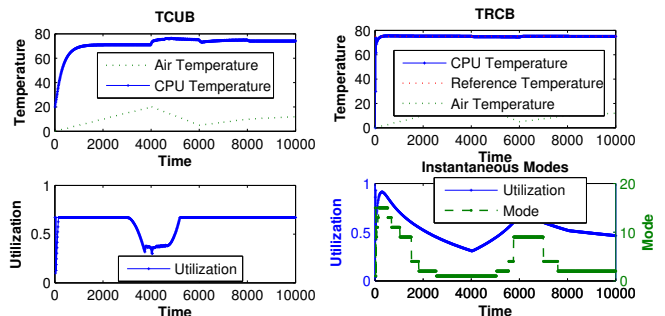 TCUB
80
60
40
20
0
Temperature
Air Temperature
CPU Temperature
0 2000 4000 6000 8000 10000
Time
TRCB
80
60
40
20
0
Temperature
CPU Temperature
Reference Temperature
Air Temperature
0 2000 4000 6000 8000 10000
Time
1
0.5
0
Utilization
Utilization
0 2000 4000 6000 8000 10000
Time
Instantaneous Modes
1
0.5
0
Utilization
Utilization
Mode
20
10
0
Mode
0 2000 4000 6000 8000 10000
Time